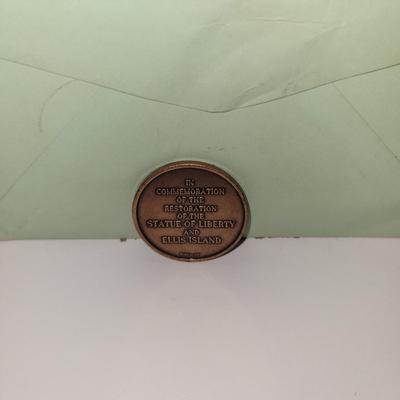 IN
COMMEMORATION
OF THE
RESTORATION
OF THE
STATUE OF LIBERTY
AND
ELLIS ISLAND